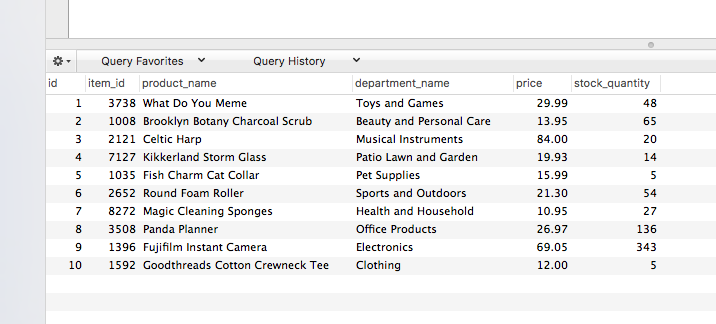 Query Favorites Query History
id item_id product_name department_name price stock_quantity
1 3738 What Do You Meme Toys and Games 29.99 48
2 1008 Brooklyn Botany Charcoal Scrub Beauty and Personal Care 13.95 65
3 2121 Celtic Harp Musical Instruments 84.00 20
4 7127 Kikkerland Storm Glass Patio Lawn and Garden 19.93 14
5 1035 Fish Charm Cat Collar Pet Supplies 15.99 5
6 2652 Round Foam Roller Sports and Outdoors 21.30 54
7 8272 Magic Cleaning Sponges Health and Household 10.95 27
8 3508 Panda Planner Office Products 26.97 136
9 1396 Fujifilm Instant Camera Electronics 69.05 343
10 1592 Goodthreads Cotton Crewneck Tee Clothing 12.00 5